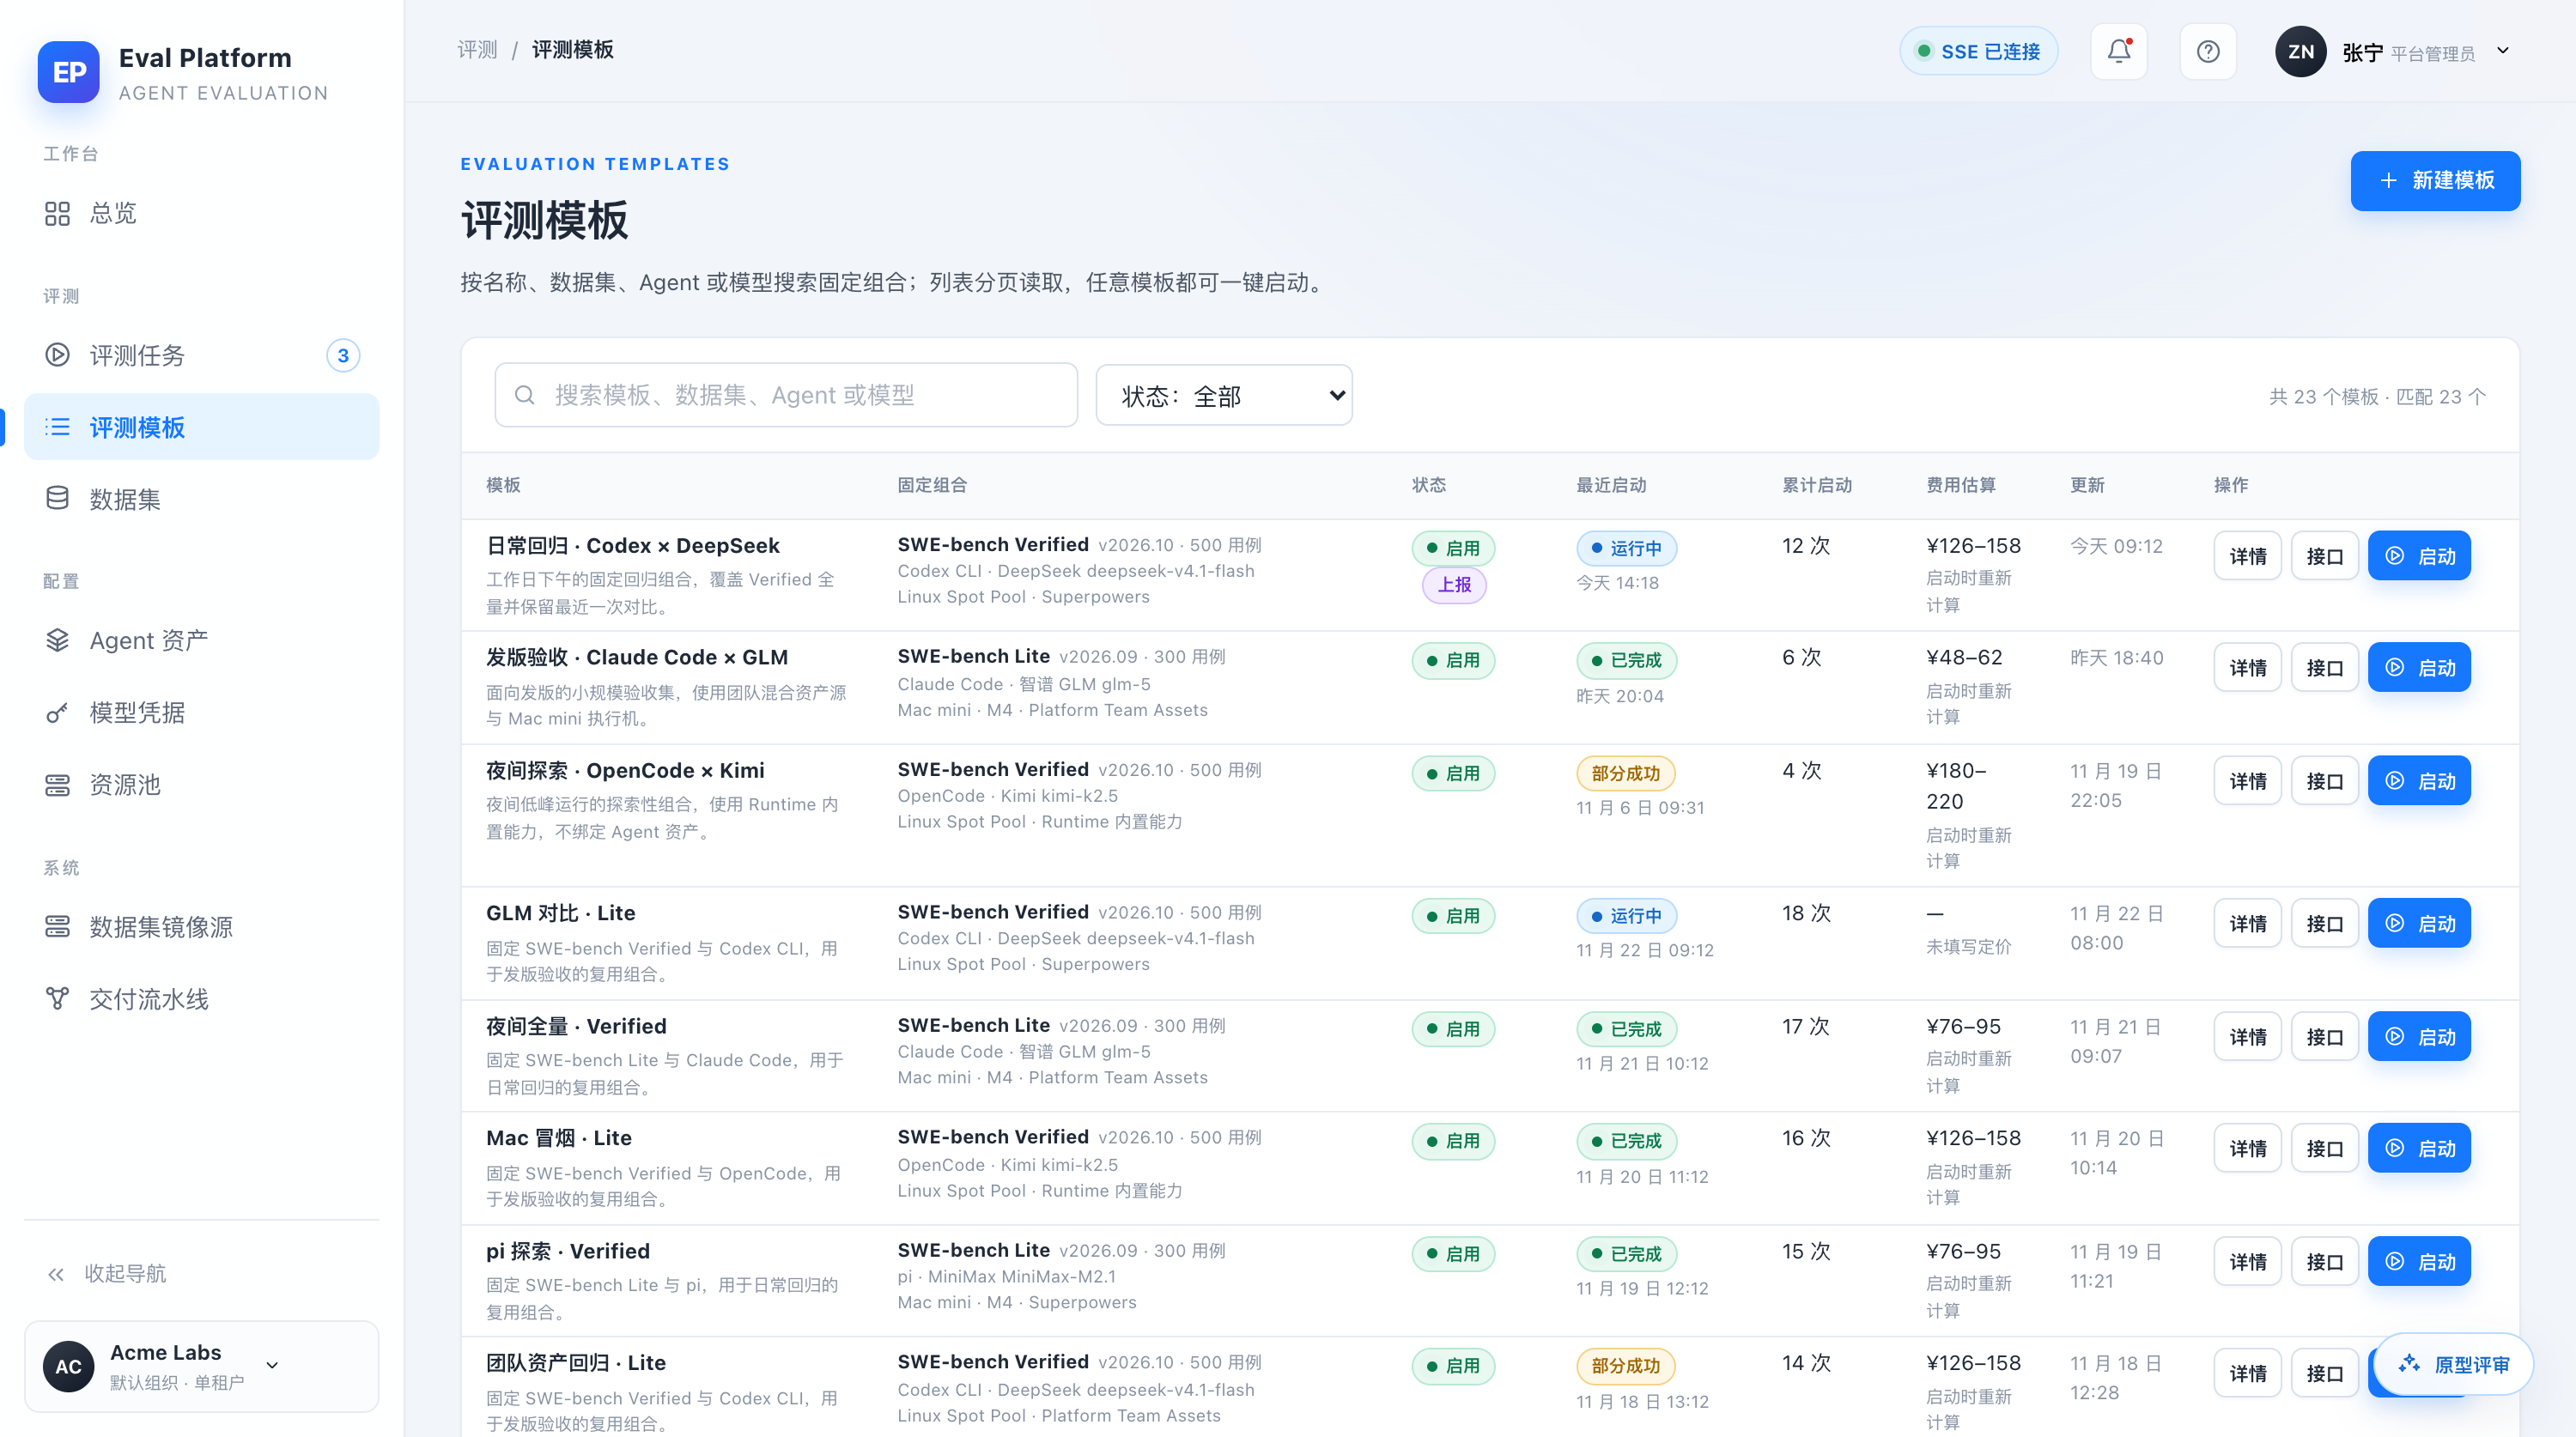 EP
Eval Platform
AGENT EVALUATION
工作台
总览
评测
评测任务 3
评测模板
数据集
配置
Agent 资产
模型凭据
资源池
系统
数据集镜像源
交付流水线
收起导航
AC
Acme Labs
默认组织 · 单租户
评测 / 评测模板
SSE 已连接
ZN
张宁 平台管理员
EVALUATION TEMPLATES
评测模板
按名称、数据集、Agent 或模型搜索固定组合；列表分页读取，任意模板都可一键启动。
+ 新建模板
搜索模板、数据集、Agent 或模型
状态：全部
共 23 个模板 · 匹配 23 个
模板 固定组合 状态 最近启动 累计启动 费用估算 更新 操作
日常回归 · Codex × DeepSeek
工作日下午的固定回归组合，覆盖 Verified 全
量并保留最近一次对比。
SWE-bench Verified v2026.10 · 500 用例
Codex CLI · DeepSeek deepseek-v4.1-flash
Linux Spot Pool · Superpowers
启用
上报
运行中
今天 14:18
12 次
¥126–158
启动时重新
计算
今天 09:12
详情 接口 启动
发版验收 · Claude Code × GLM
面向发版的小规模验收集，使用团队混合资产源
与 Mac mini 执行机。
SWE-bench Lite v2026.09 · 300 用例
Claude Code · 智谱 GLM glm-5
Mac mini · M4 · Platform Team Assets
启用
已完成
昨天 20:04
6 次
¥48–62
启动时重新
计算
昨天 18:40
详情 接口 启动
夜间探索 · OpenCode × Kimi
夜间低峰运行的探索性组合，使用 Runtime 内
置能力，不绑定 Agent 资产。
SWE-bench Verified v2026.10 · 500 用例
OpenCode · Kimi kimi-k2.5
Linux Spot Pool · Runtime 内置能力
启用
部分成功
11 月 6 日 09:31
4 次
¥180–
220
启动时重新
计算
11 月 19 日
22:05
详情 接口 启动
GLM 对比 · Lite
固定 SWE-bench Verified 与 Codex CLI，用
于发版验收的复用组合。
SWE-bench Verified v2026.10 · 500 用例
Codex CLI · DeepSeek deepseek-v4.1-flash
Linux Spot Pool · Superpowers
启用
运行中
11 月 22 日 09:12
18 次
—
未填写定价
11 月 22 日
08:00
详情 接口 启动
夜间全量 · Verified
固定 SWE-bench Lite 与 Claude Code，用于
日常回归的复用组合。
SWE-bench Lite v2026.09 · 300 用例
Claude Code · 智谱 GLM glm-5
Mac mini · M4 · Platform Team Assets
启用
已完成
11 月 21 日 10:12
17 次
¥76–95
启动时重新
计算
11 月 21 日
09:07
详情 接口 启动
Mac 冒烟 · Lite
固定 SWE-bench Verified 与 OpenCode，用
于发版验收的复用组合。
SWE-bench Verified v2026.10 · 500 用例
OpenCode · Kimi kimi-k2.5
Linux Spot Pool · Runtime 内置能力
启用
已完成
11 月 20 日 11:12
16 次
¥126–158
启动时重新
计算
11 月 20 日
10:14
详情 接口 启动
pi 探索 · Verified
固定 SWE-bench Lite 与 pi，用于日常回归的
复用组合。
SWE-bench Lite v2026.09 · 300 用例
pi · MiniMax MiniMax-M2.1
Mac mini · M4 · Superpowers
启用
已完成
11 月 19 日 12:12
15 次
¥76–95
启动时重新
计算
11 月 19 日
11:21
详情 接口 启动
团队资产回归 · Lite
固定 SWE-bench Verified 与 Codex CLI，用
于发版验收的复用组合。
SWE-bench Verified v2026.10 · 500 用例
Codex CLI · DeepSeek deepseek-v4.1-flash
Linux Spot Pool · Platform Team Assets
启用
部分成功
11 月 18 日 13:12
14 次
¥126–158
启动时重新
计算
11 月 18 日
12:28
详情 接口
原型评审